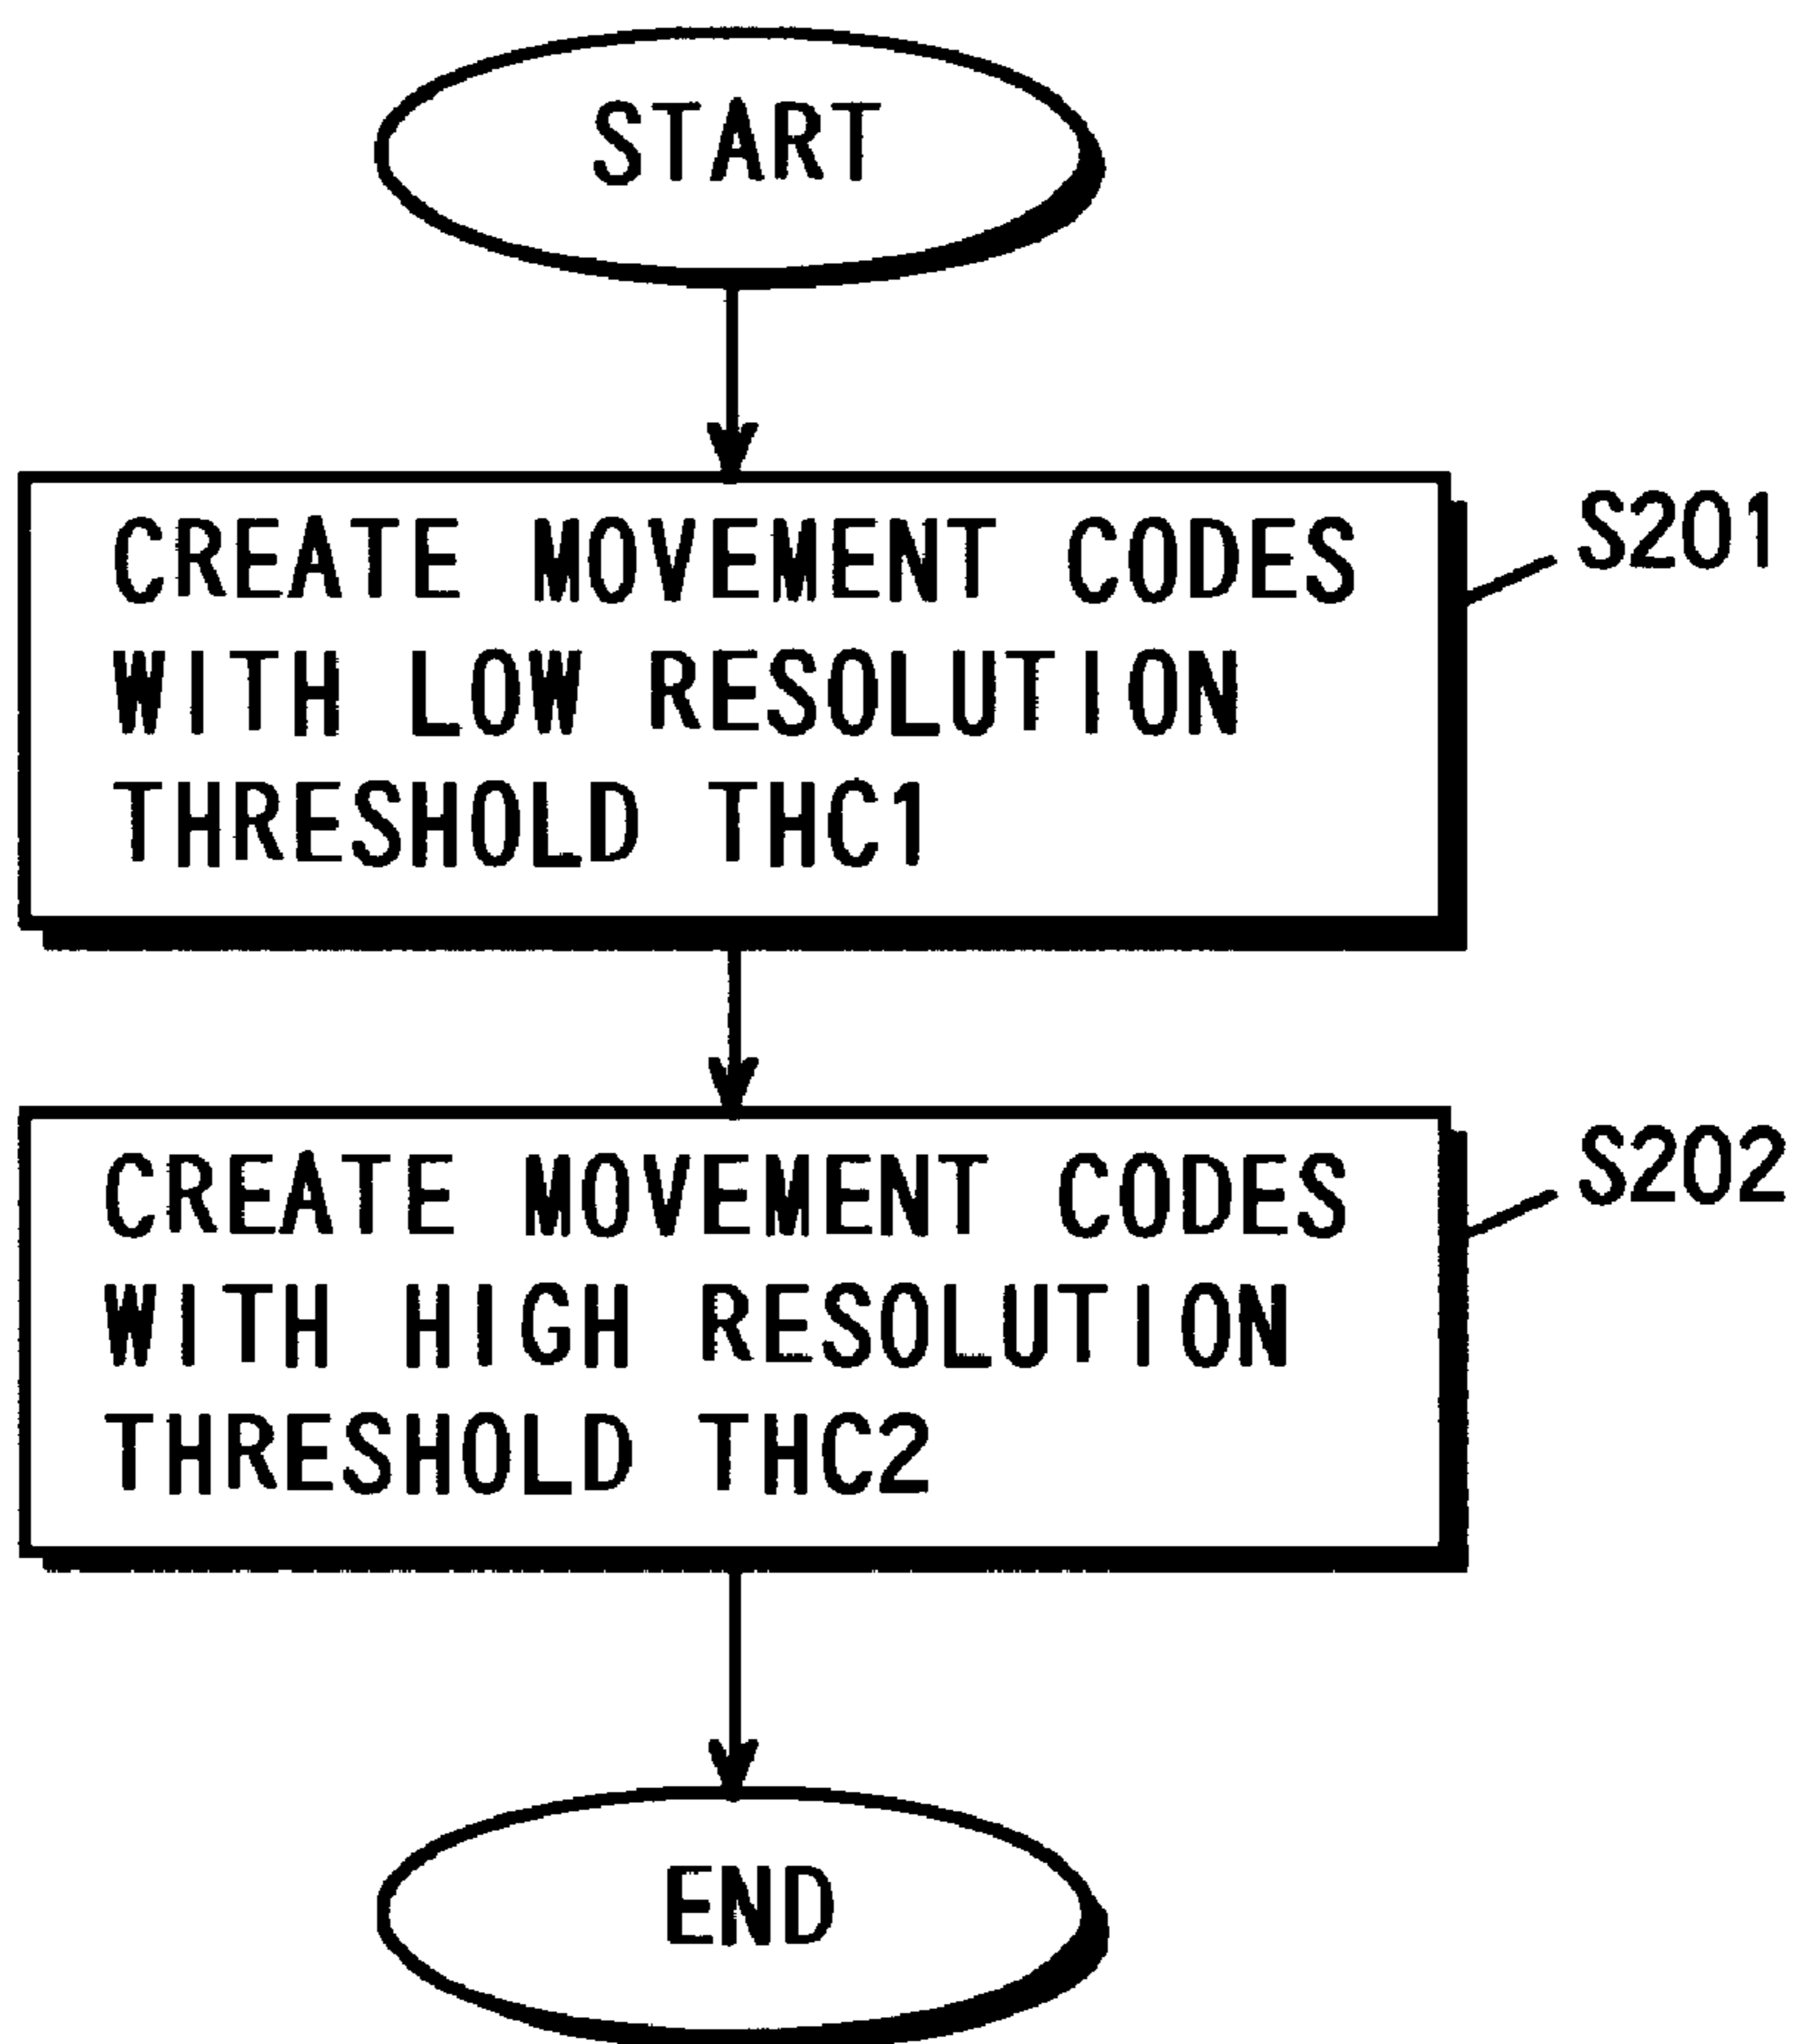 START
CREATE MOVEMENT CODES
WITH LOW RESOLUTION
THRESHOLD THC1
S201
CREATE MOVEMENT CODES
WITH HIGH RESOLUTION
THRESHOLD THC2
S202
END